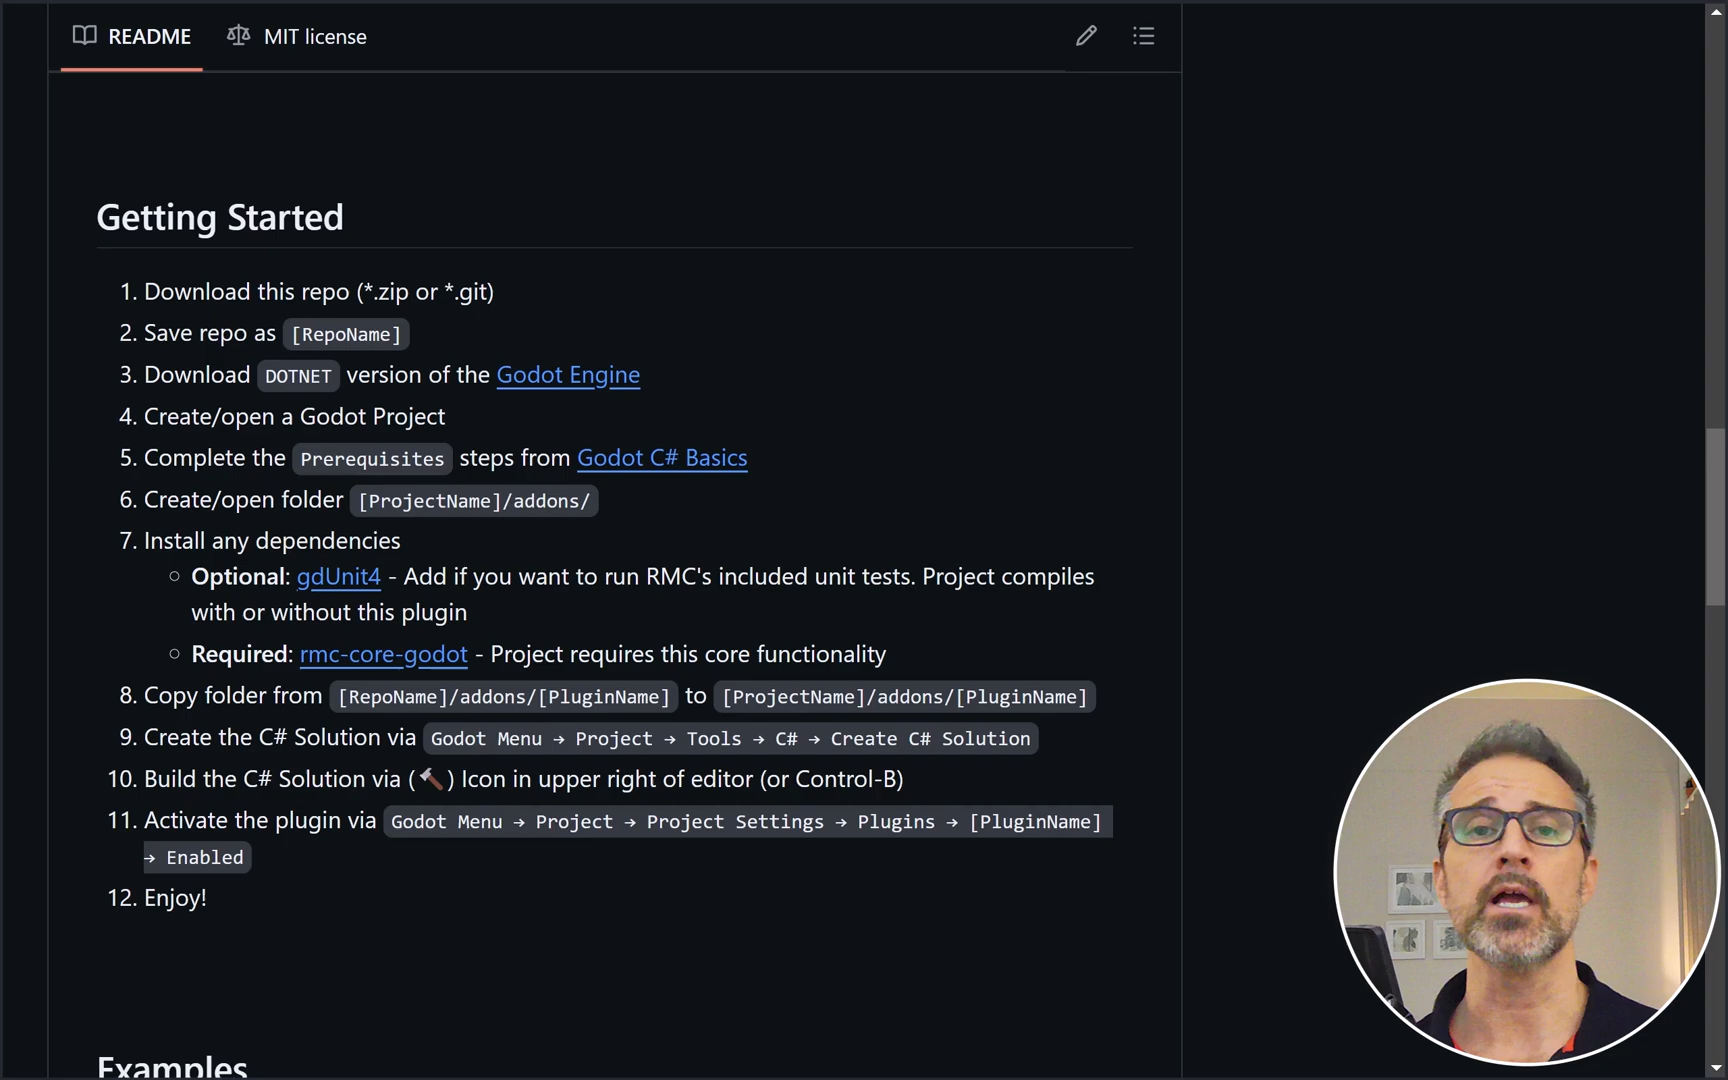 README MIT license
Getting Started
1. Download this repo (*.zip or *.git)
2. Save repo as [RepoName]
3. Download DOTNET version of the Godot Engine
4. Create/open a Godot Project
5. Complete the Prerequisites steps from Godot C# Basics
6. Create/open folder [ProjectName]/addons/
7. Install any dependencies
○ Optional: gdUnit4 - Add if you want to run RMC's included unit tests. Project compiles
with or without this plugin
○ Required: rmc-core-godot - Project requires this core functionality
8. Copy folder from [RepoName]/addons/[PluginName] to [ProjectName]/addons/[PluginName]
9. Create the C# Solution via Godot Menu → Project → Tools → C# → Create C# Solution
10. Build the C# Solution via (🔨) Icon in upper right of editor (or Control-B)
11. Activate the plugin via Godot Menu → Project → Project Settings → Plugins → [PluginName]
→ Enabled
12. Enjoy!
Examples